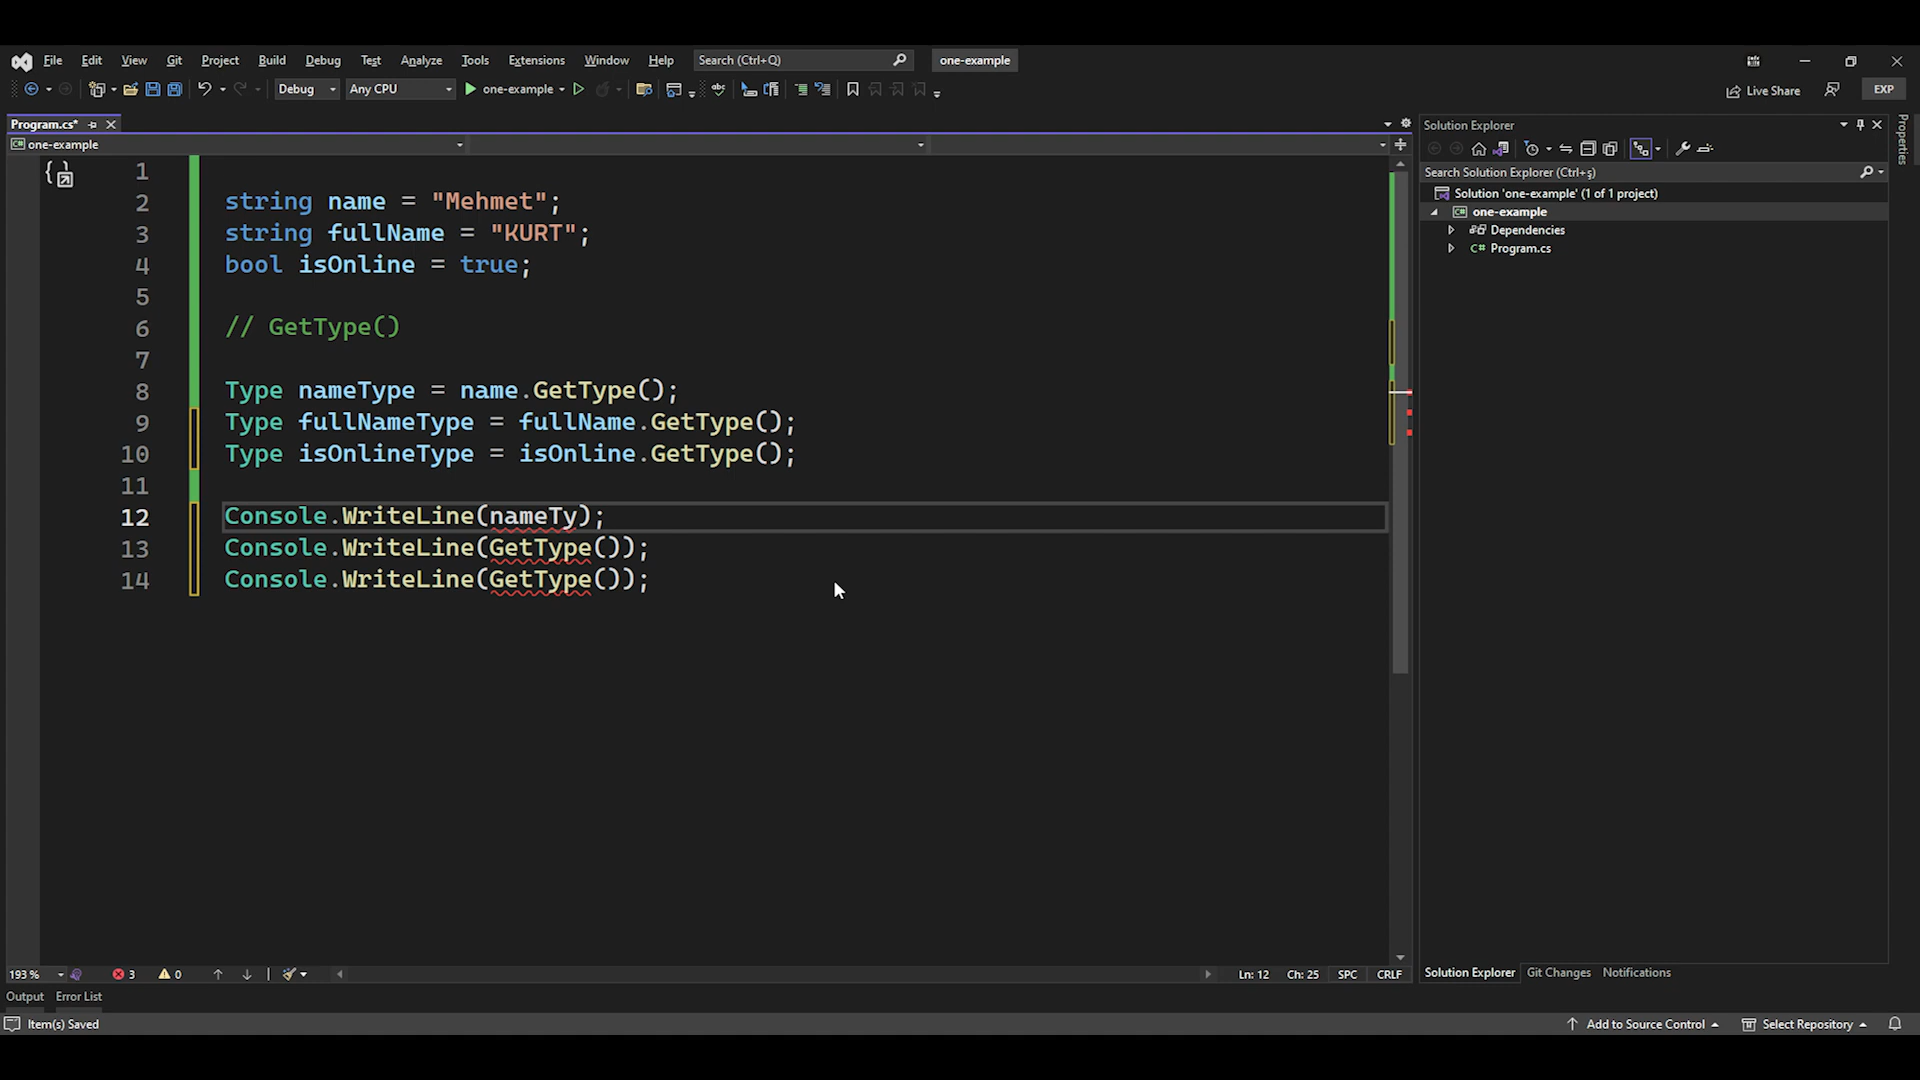 File Edit View Git Project Build Debug Test Analyze Tools Extensions Window Help Search (Ctrl+Q) one-example
Debug Any CPU one-example Live Share EXP
Program.cs*
one-example
1
2 string name = "Mehmet";
3 string fullName = "KURT";
4 bool isOnline = true;
5
6 // GetType()
7
8 Type nameType = name.GetType();
9 Type fullNameType = fullName.GetType();
10 Type isOnlineType = isOnline.GetType();
11
12 Console.WriteLine(nameTy);
13 Console.WriteLine(GetType());
14 Console.WriteLine(GetType());
193 % 3 0 Ln: 12 Ch: 25 SPC CRLF
Output Error List
Item(s) Saved
Solution Explorer
Search Solution Explorer (Ctrl+ş)
Solution 'one-example' (1 of 1 project)
one-example
Dependencies
C# Program.cs
Solution Explorer Git Changes Notifications
Properties
Add to Source Control Select Repository